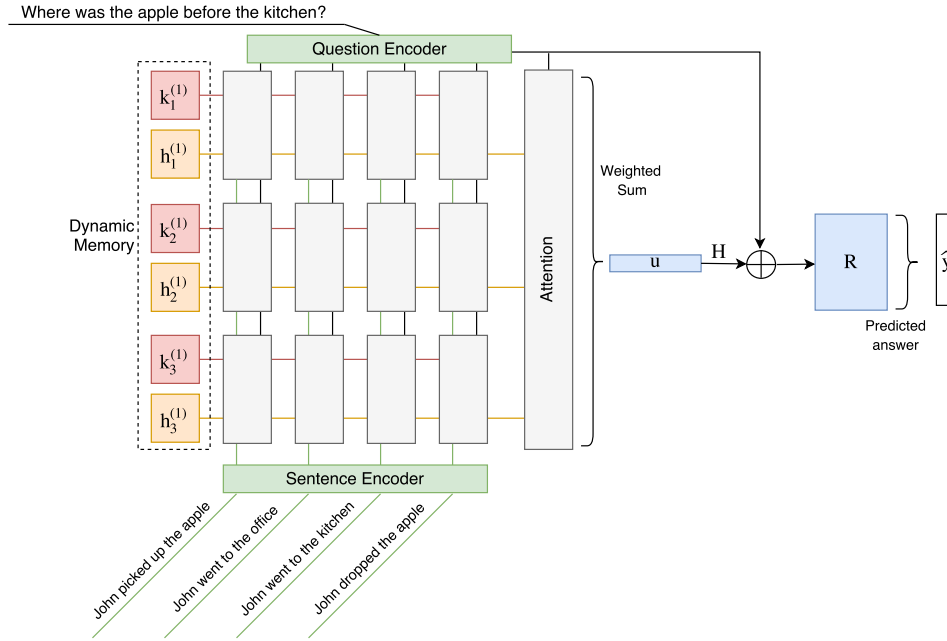 Where was the apple before the kitchen?
Question Encoder
k₁⁽¹⁾
h₁⁽¹⁾
Dynamic
Memory
k₂⁽¹⁾
h₂⁽¹⁾
k₃⁽¹⁾
h₃⁽¹⁾
Attention
Weighted
Sum
u
H
R
Predicted
answer
Sentence Encoder
John picked up the apple
John went to the office
John went to the kitchen
John dropped the apple